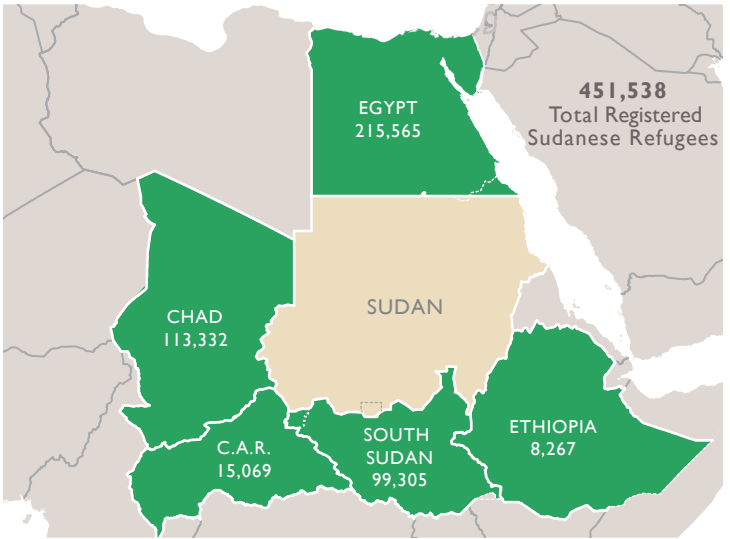 EGYPT
215,565
451,538
Total Registered
Sudanese Refugees
SUDAN
CHAD
113,332
C.A.R.
15,069
SOUTH
SUDAN
99,305
ETHIOPIA
8,267